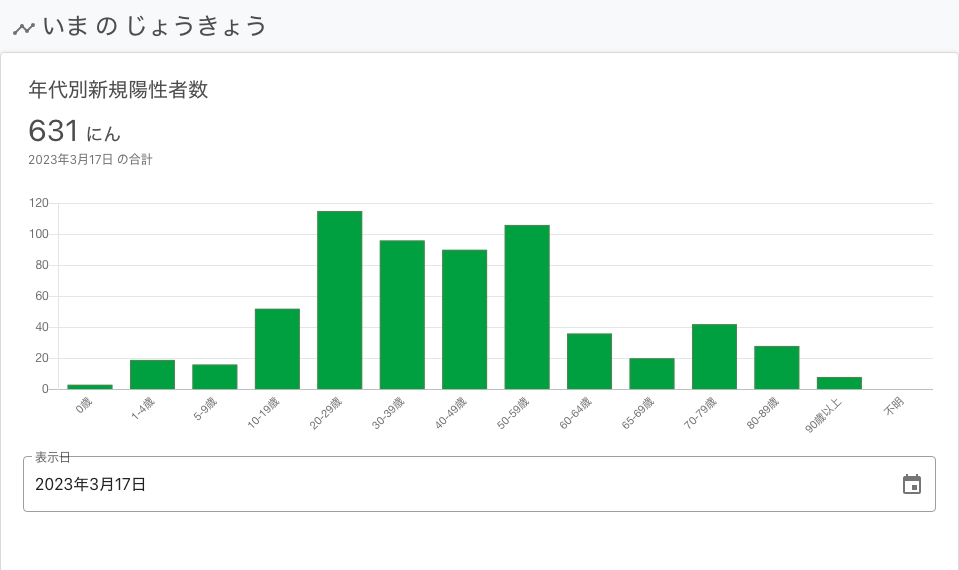 いま の じょうきょう
年代別新規陽性者数
631 にん
2023年3月17日 の合計
120
100
80
60
40
20
0
0歳
1-4歳
5-9歳
10-19歳
20-29歳
30-39歳
40-49歳
50-59歳
60-64歳
65-69歳
70-79歳
80-89歳
90歳以上
不明
表示日
2023年3月17日